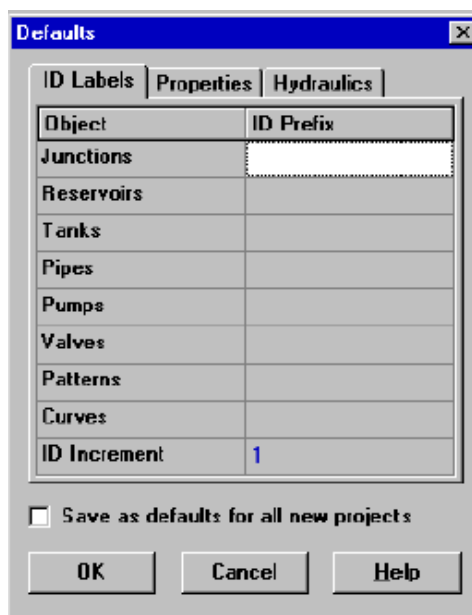 Defaults
ID Labels Properties Hydraulics
Object ID Prefix
Junctions
Reservoirs
Tanks
Pipes
Pumps
Valves
Patterns
Curves
ID Increment 1
Save as defaults for all new projects
OK Cancel Help